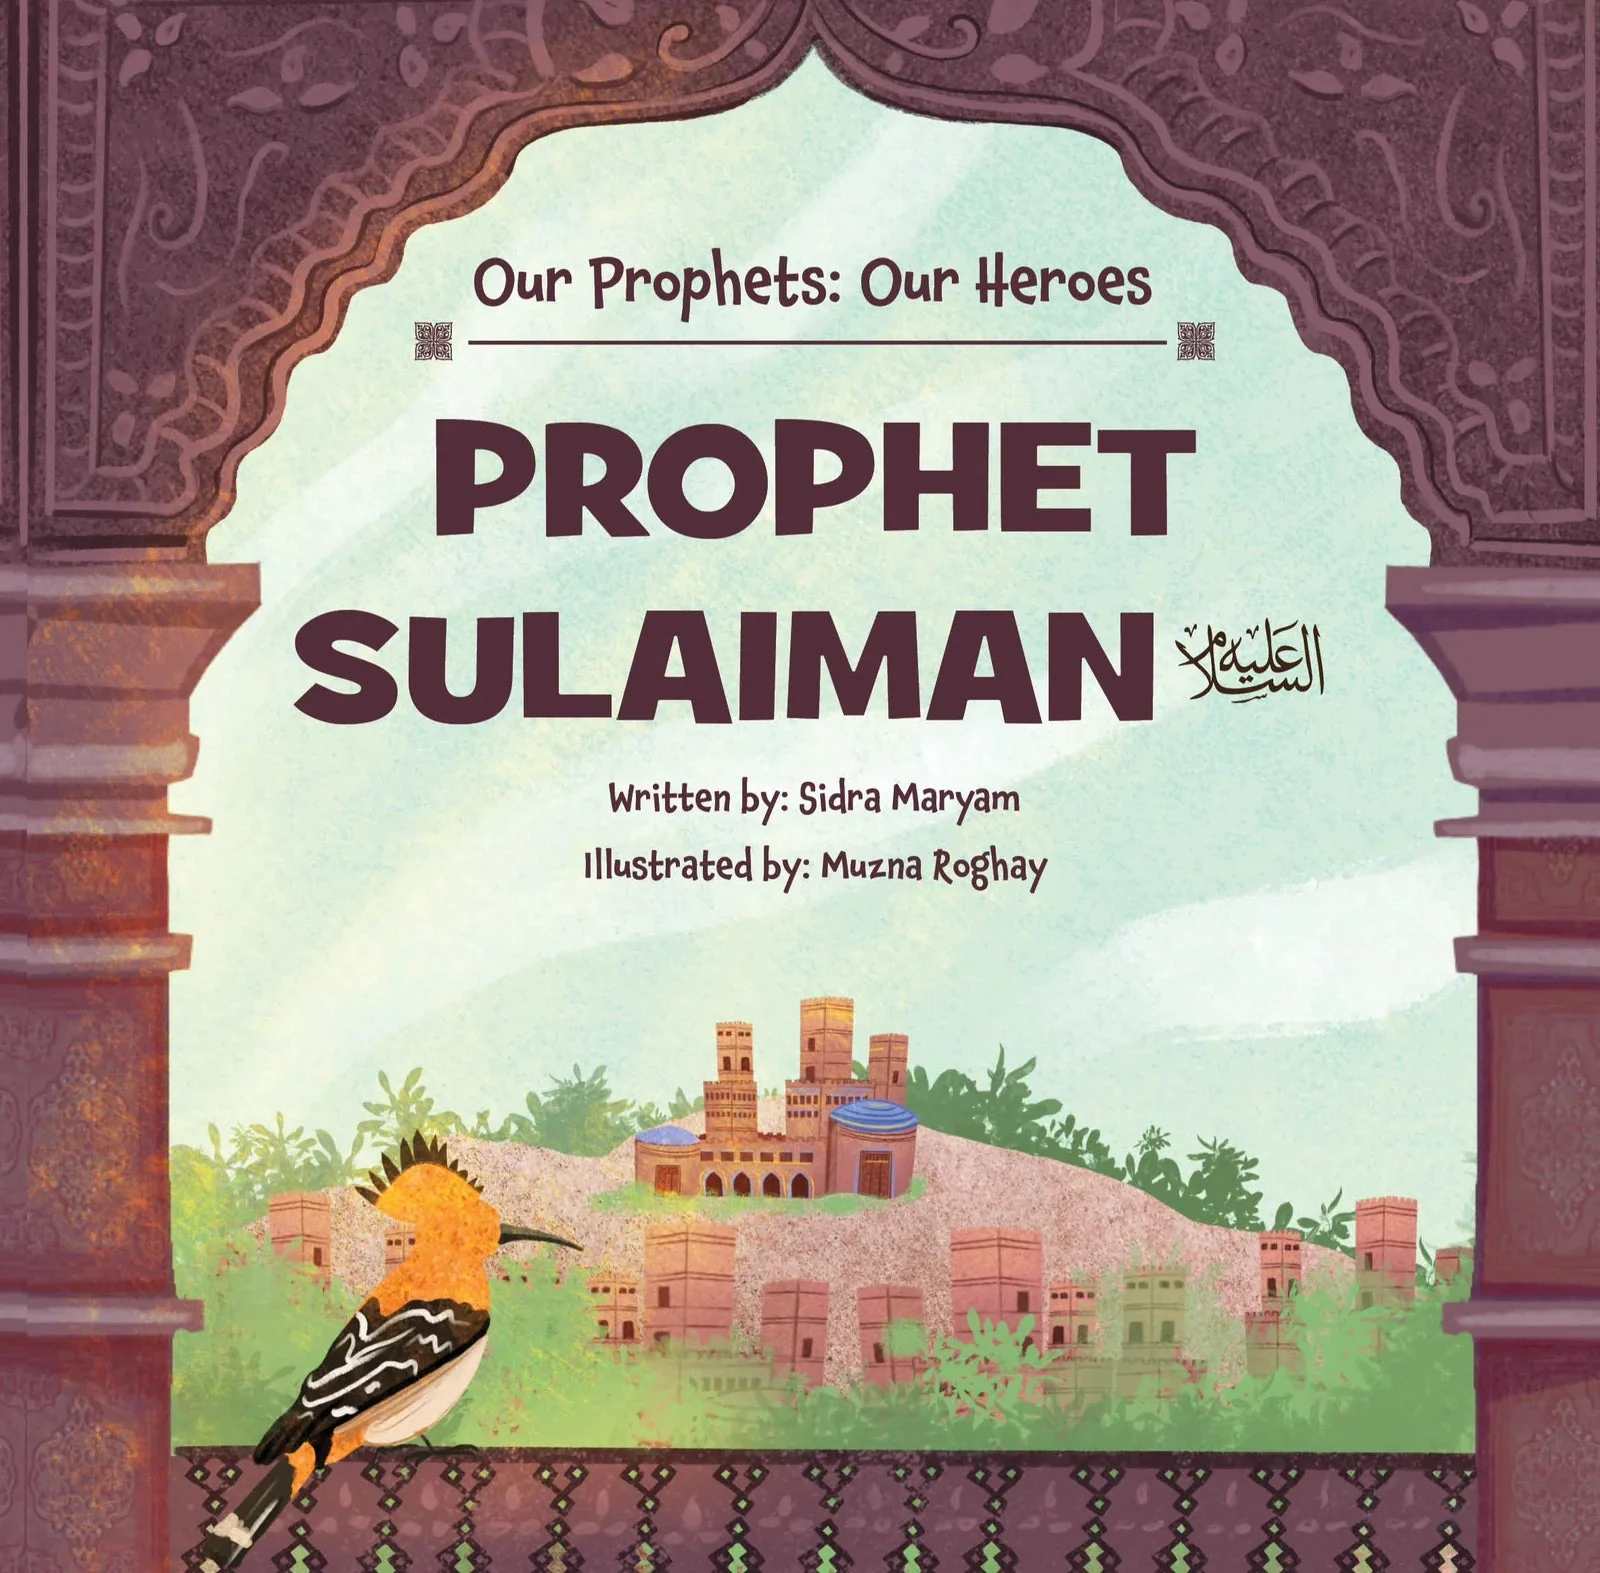 Our Prophets: Our Heroes
PROPHET
SULAIMAN عليه السلام
Written by: Sidra Maryam
Illustrated by: Muzna Roghay